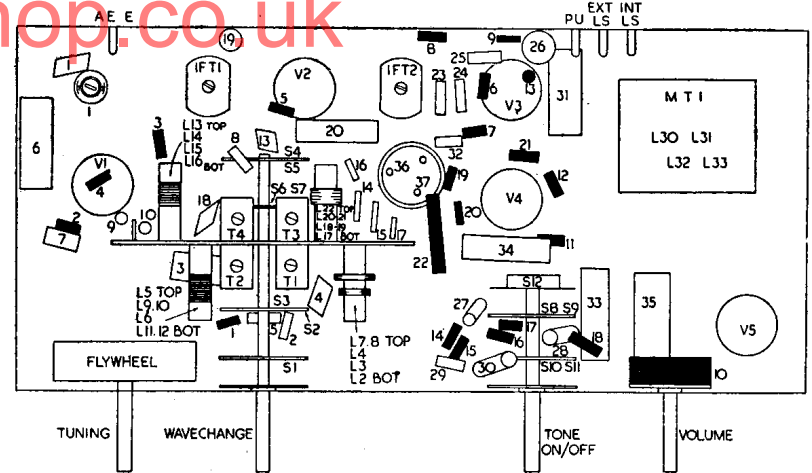 hop.co.uk
A E E
PU
EXT LS
INT LS
19
8
9
26
1
IFT1
V2
IFT2
25
V3
13
31
MT1
23
24
6
1
5
6
3
L13 TOP
L14
L15
L16 BOT
8
13
S4
S5
20
7
32
21
L30 L31
L32 L33
V1
4
16
36
37
19
12
V4
18
S6 S7
14
L22 TOP
L20-21
L18-19
L17 BOT
20
2
7
9
10
T4
T3
15
17
22
34
11
3
T2
T1
S12
L5 TOP
L9.10
L6
L11.12 BOT
S3
4
27
S8 S9
33
35
V5
1
5
2
S2
14
15
17
16
28
18
L7.8 TOP
L4
L3
L2 BOT
FLYWHEEL
S1
29
30
S10 S11
10
TUNING
WAVECHANGE
TONE
ON/OFF
VOLUME